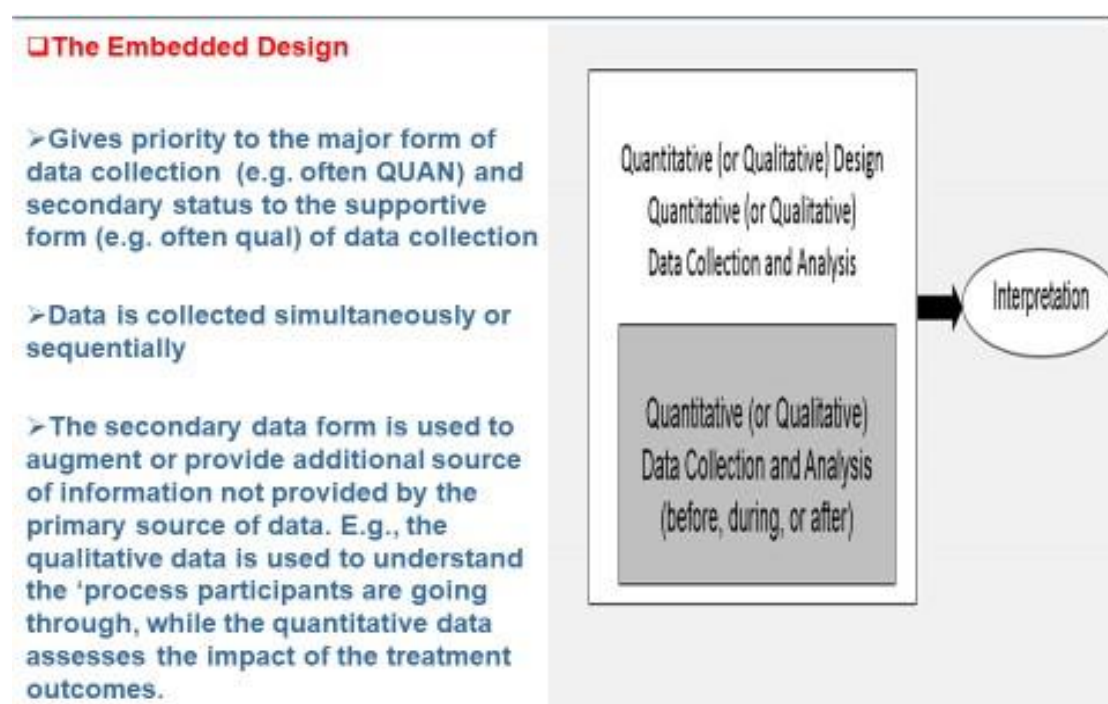 ❑The Embedded Design
➢Gives priority to the major form of
data collection (e.g. often QUAN) and
secondary status to the supportive
form (e.g. often qual) of data collection
➢Data is collected simultaneously or
sequentially
➢The secondary data form is used to
augment or provide additional source
of information not provided by the
primary source of data. E.g., the
qualitative data is used to understand
the ‘process participants are going
through, while the quantitative data
assesses the impact of the treatment
outcomes.
Quantitative (or Qualitative) Design
Quantitative (or Qualitative)
Data Collection and Analysis
Quantitative (or Qualitative)
Data Collection and Analysis
(before, during, or after)
Interpretation